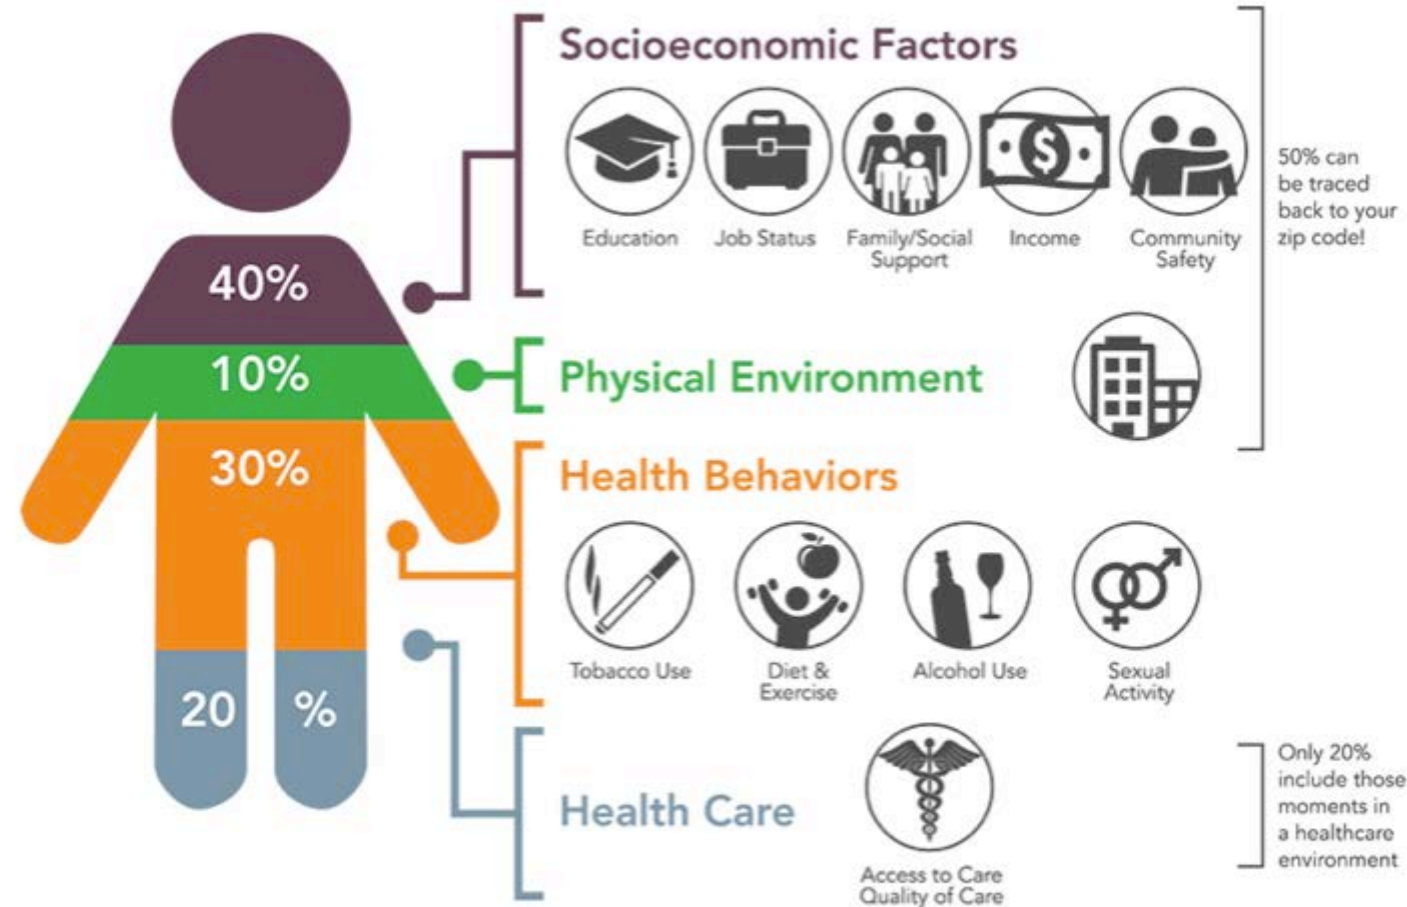 Socioeconomic Factors
40%
Education
Job Status
Family/Social
Support
Income
Community
Safety
50% can
be traced
back to your
zip code!
10%
Physical Environment
30%
Health Behaviors
Tobacco Use
Diet &
Exercise
Alcohol Use
Sexual
Activity
20 %
Health Care
Access to Care
Quality of Care
Only 20%
include those
moments in
a healthcare
environment